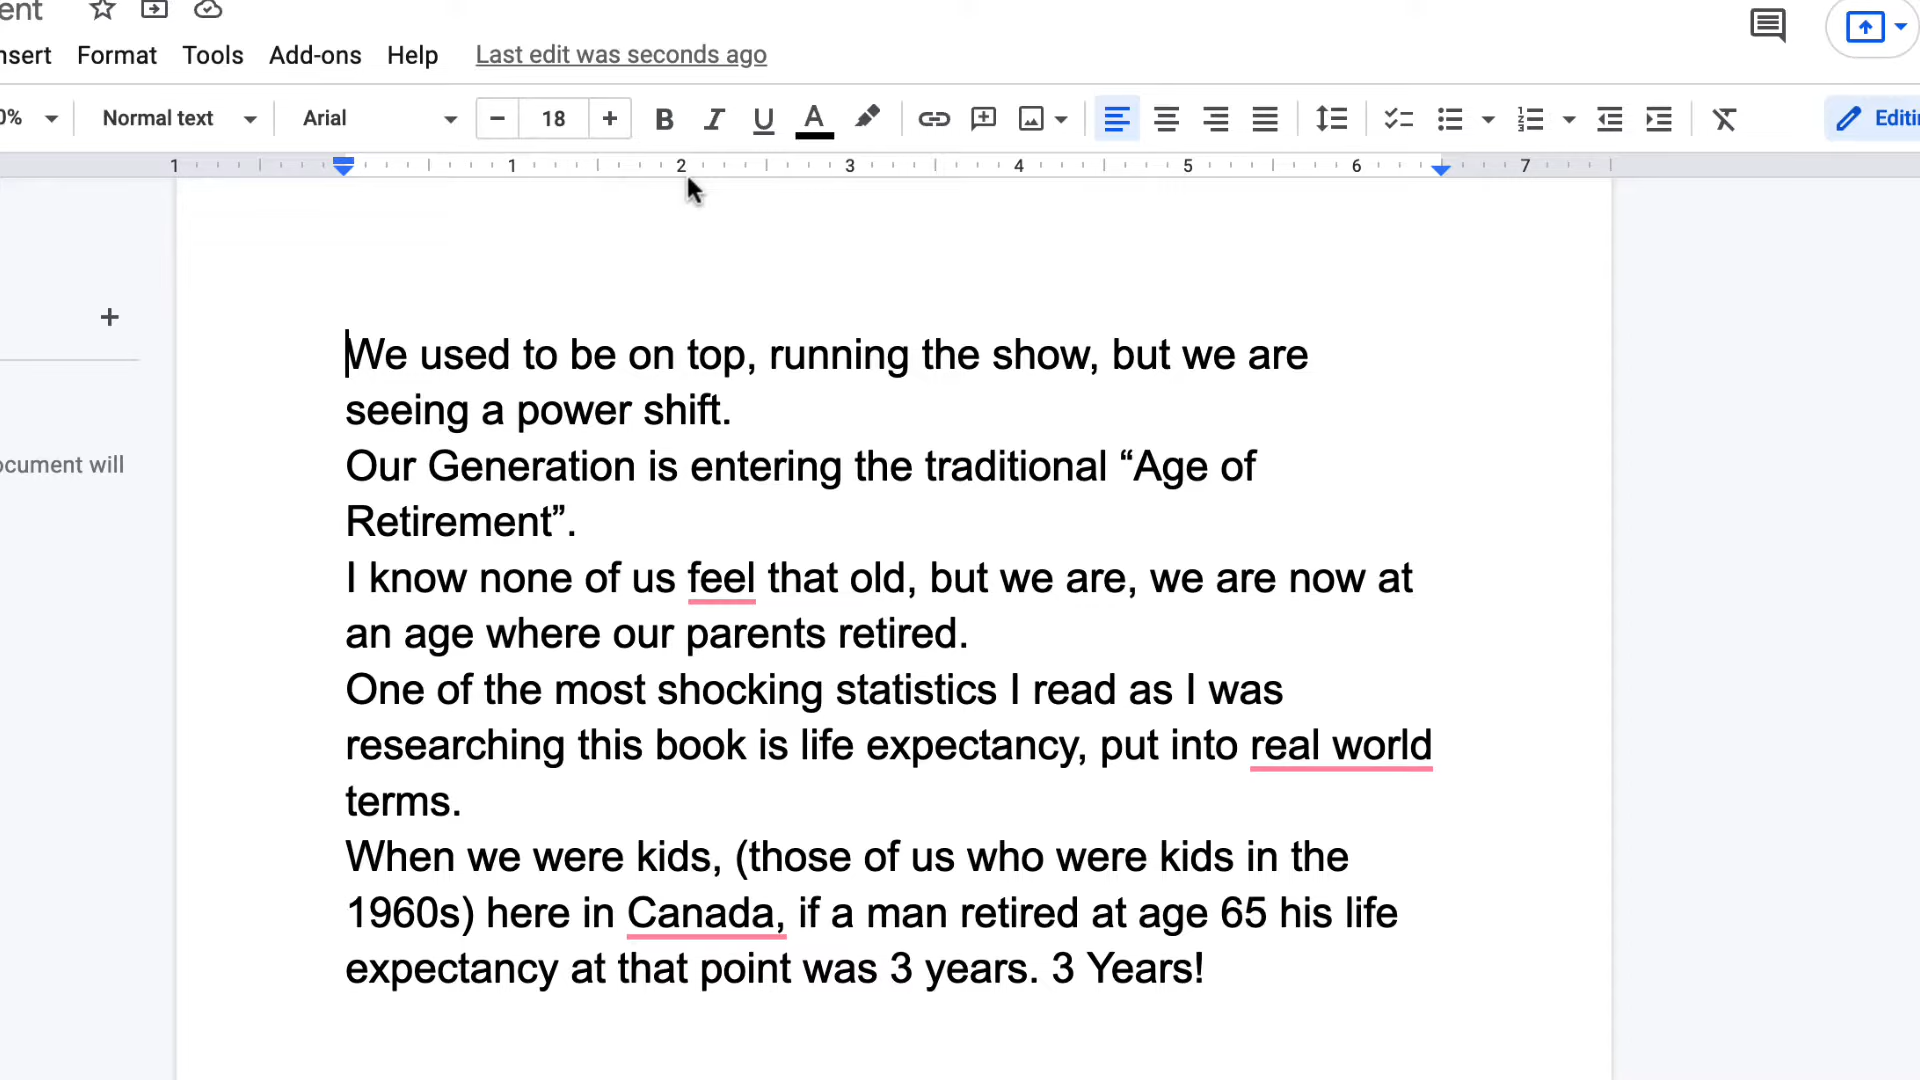 ent
nsert Format Tools Add-ons Help Last edit was seconds ago
0% Normal text Arial − 18 + B I U A Editi
1 1 2 3 4 5 6 7
We used to be on top, running the show, but we are
seeing a power shift.
Our Generation is entering the traditional “Age of
Retirement”.
ocument will
I know none of us feel that old, but we are, we are now at
an age where our parents retired.
One of the most shocking statistics I read as I was
researching this book is life expectancy, put into real world
terms.
When we were kids, (those of us who were kids in the
1960s) here in Canada, if a man retired at age 65 his life
expectancy at that point was 3 years. 3 Years!